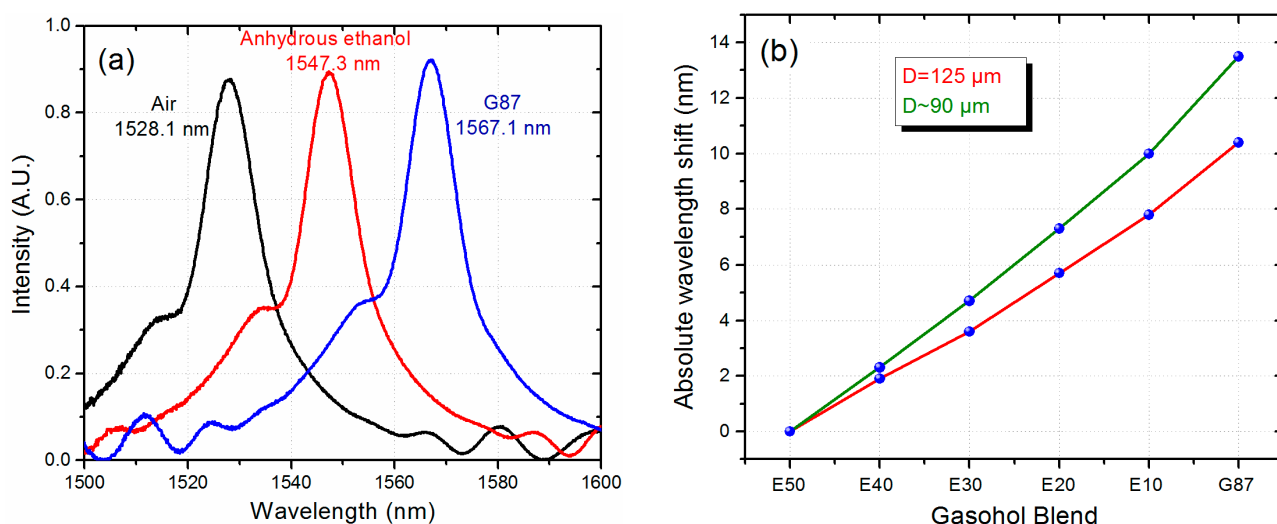 (a)
Anhydrous ethanol
1547.3 nm
Air
1528.1 nm
G87
1567.1 nm
Intensity (A.U.)
1.0
0.8
0.6
0.4
0.2
0.0
1500 1520 1540 1560 1580 1600
Wavelength (nm)
(b)
D=125 μm
D~90 μm
Absolute wavelength shift (nm)
14
12
10
8
6
4
2
0
E50 E40 E30 E20 E10 G87
Gasohol Blend